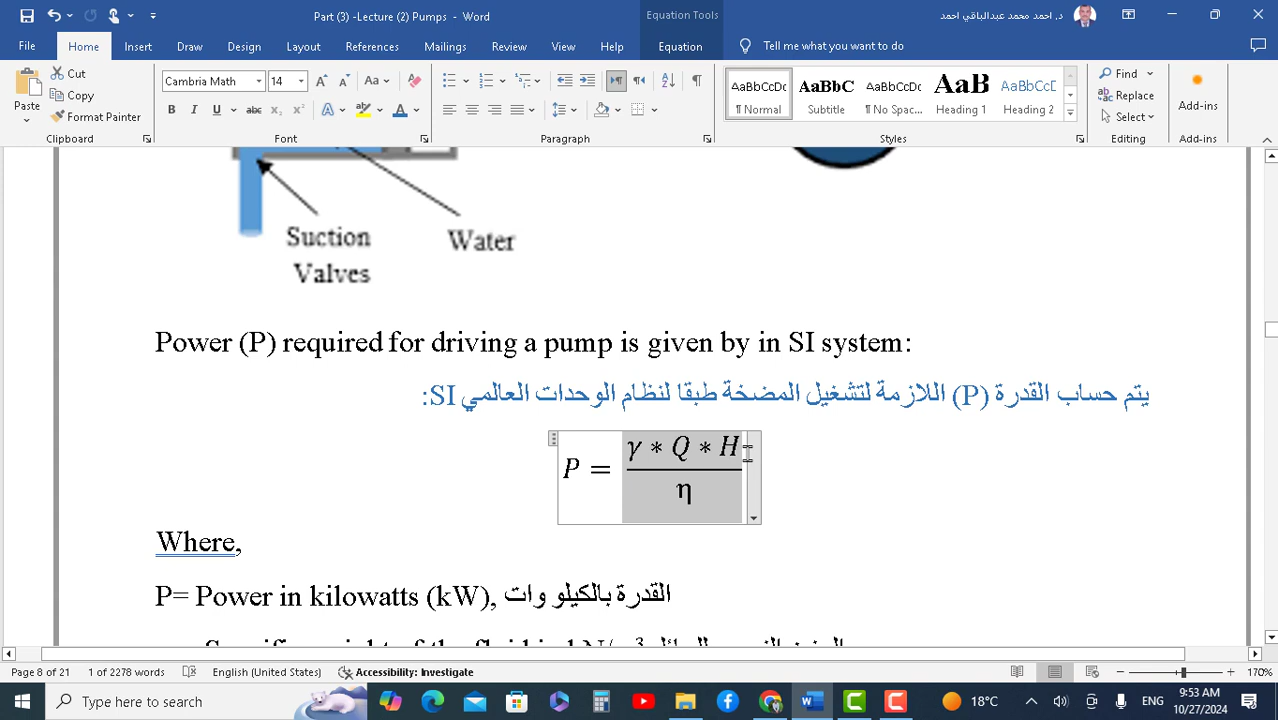 Part (3) -Lecture (2) Pumps - Word
Equation Tools
د. احمد محمد عبدالباقي احمد
File Home Insert Draw Design Layout References Mailings Review View Help Equation Tell me what you want to do
Paste
Cut
Copy
Format Painter
Clipboard
Cambria Math 14
Aa
B I U abc
A A
Font
Paragraph
AaBbCcDc AaBbC AaBbCcDc AaB AaBbCcD
¶ Normal Subtitle ¶ No Spac... Heading 1 Heading 2
Styles
Find
Replace
Select
Editing
Add-ins
Add-ins
Suction Valves
Water
Power (P) required for driving a pump is given by in SI system:
يتم حساب القدرة (P) اللازمة لتشغيل المضخة طبقا لنظام الوحدات العالمي SI:
P = γ * Q * H / η
Where,
P= Power in kilowatts (kW), القدرة بالكيلو وات
Page 8 of 21 1 of 2278 words English (United States) Accessibility: Investigate 170%
Type here to search
18°C
ENG
9:53 AM
10/27/2024